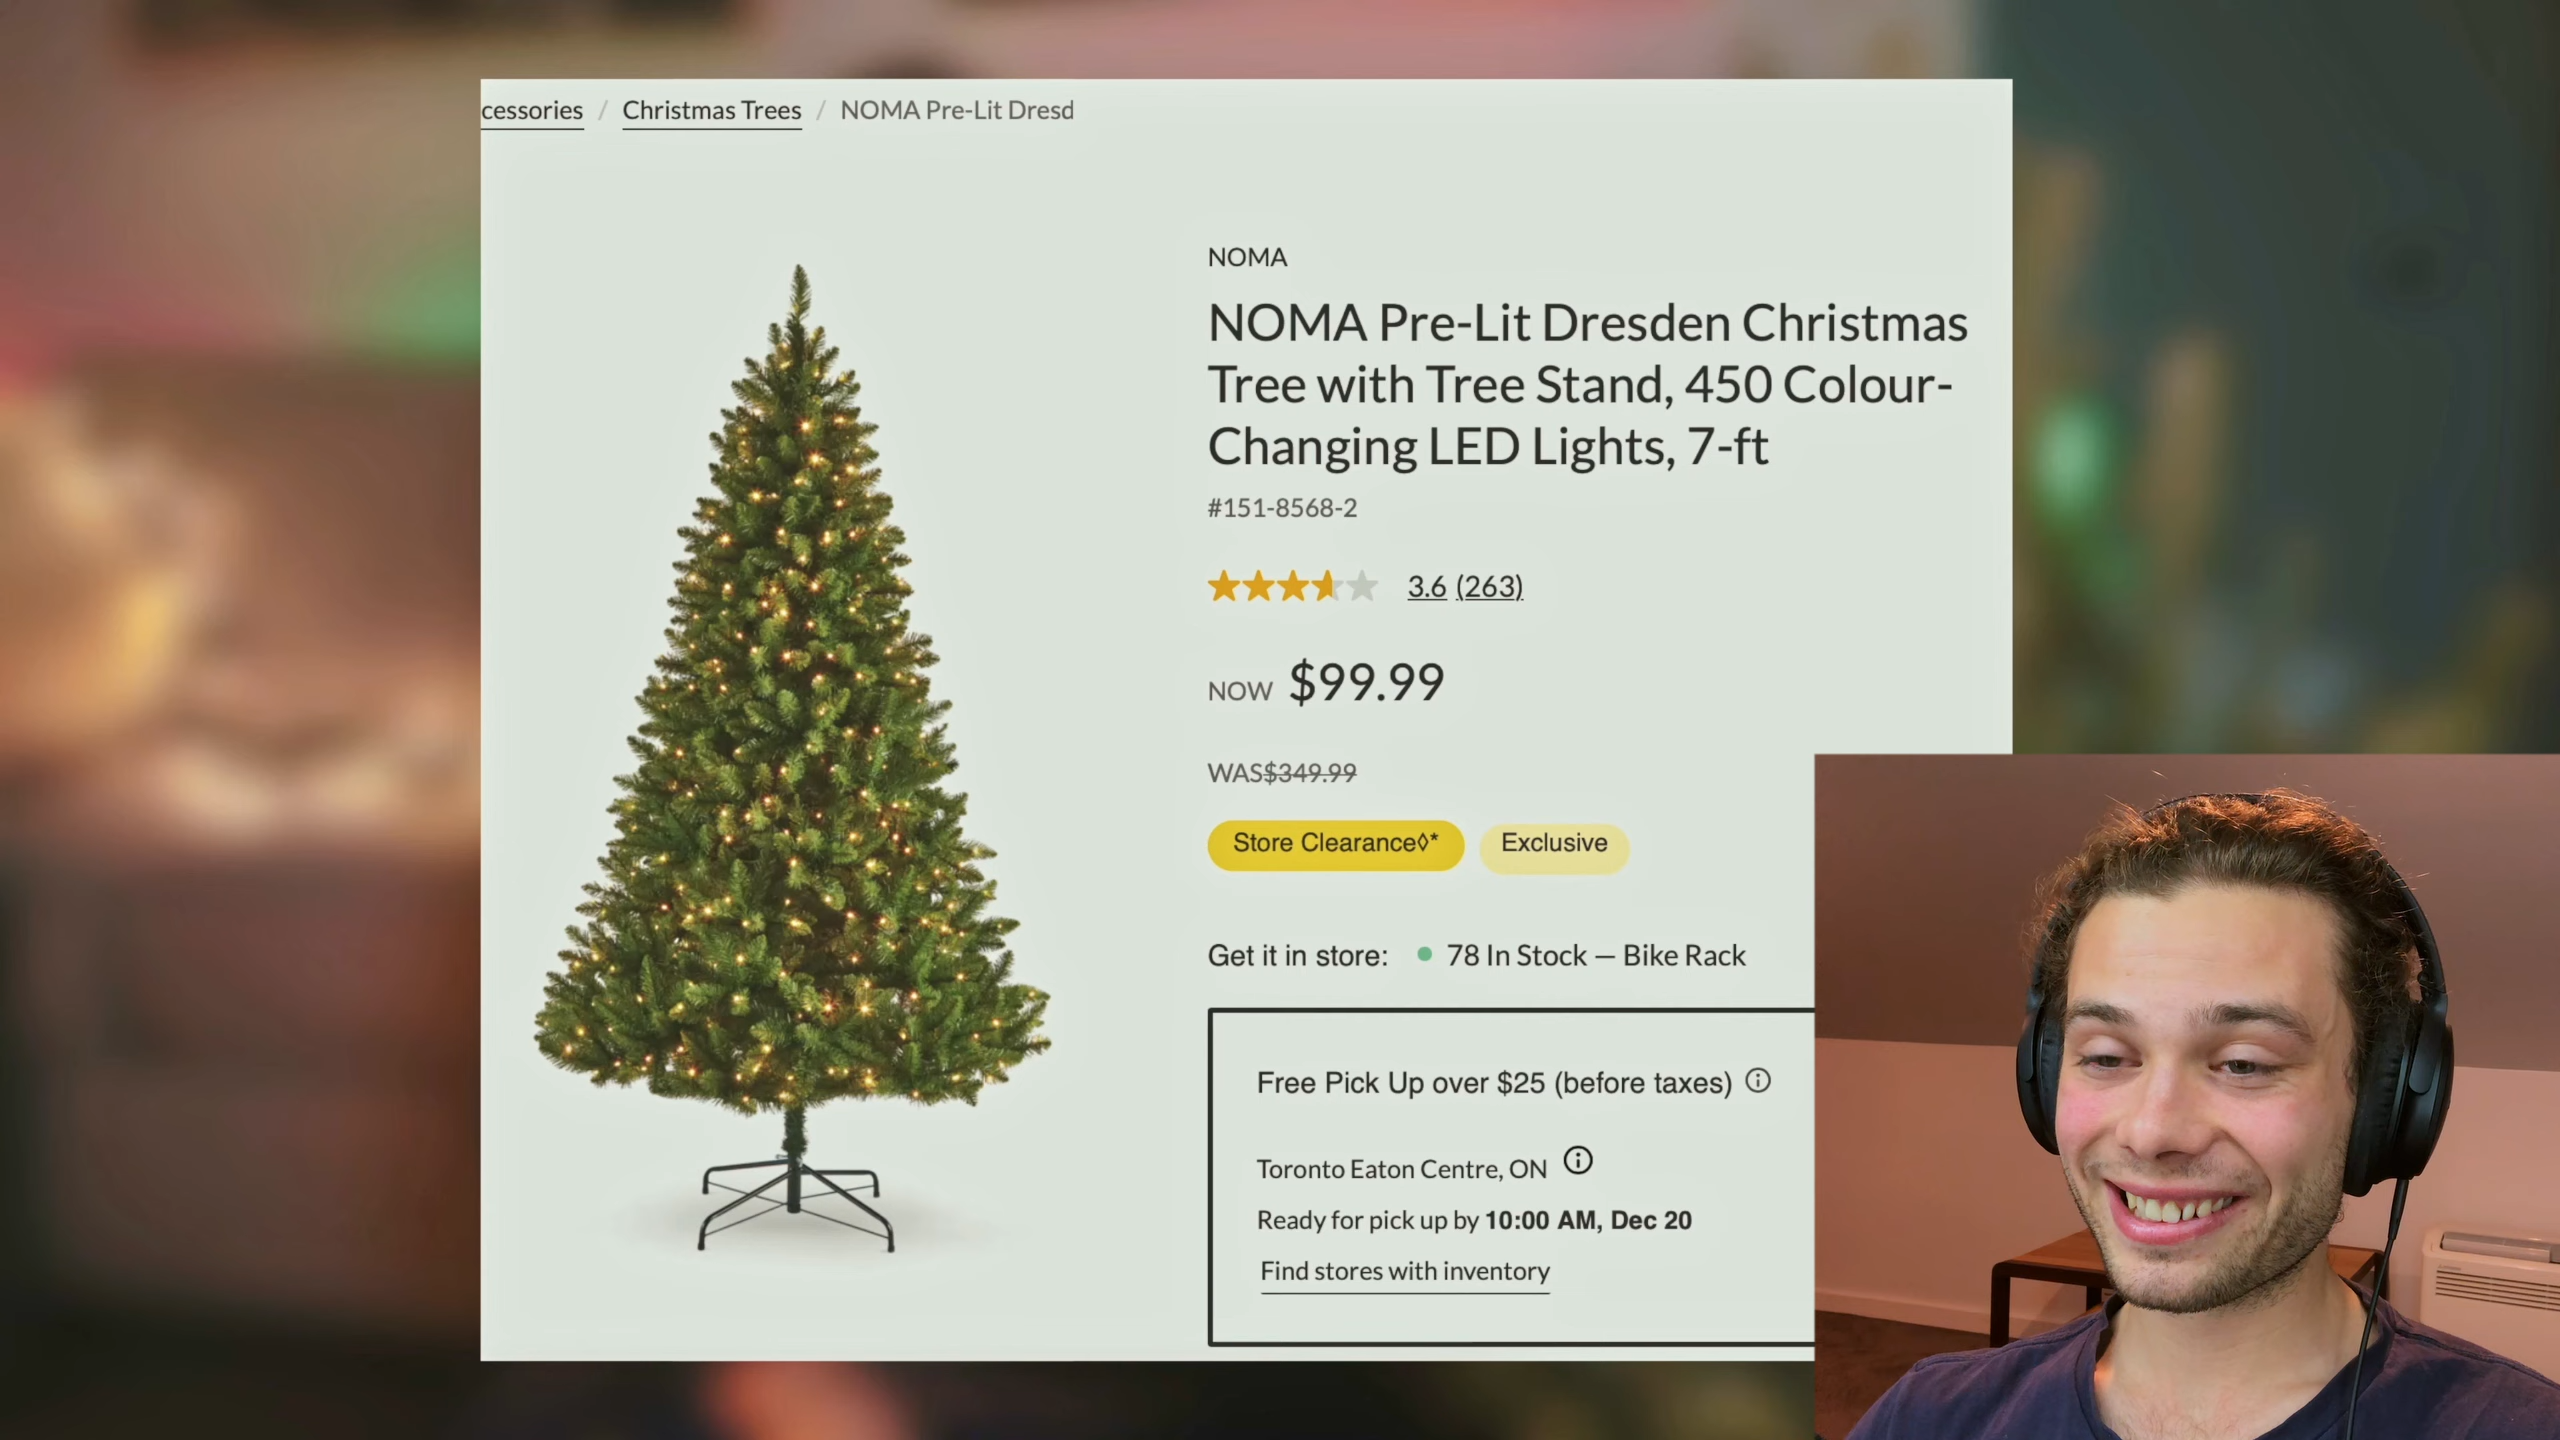 cessories / Christmas Trees / NOMA Pre-Lit Dresd
NOMA
NOMA Pre-Lit Dresden Christmas
Tree with Tree Stand, 450 Colour-
Changing LED Lights, 7-ft
#151-8568-2
3.6 (263)
NOW $99.99
WAS$349.99
Store Clearance◊* Exclusive
Get it in store: 78 In Stock — Bike Rack
Free Pick Up over $25 (before taxes)
Toronto Eaton Centre, ON
Ready for pick up by 10:00 AM, Dec 20
Find stores with inventory